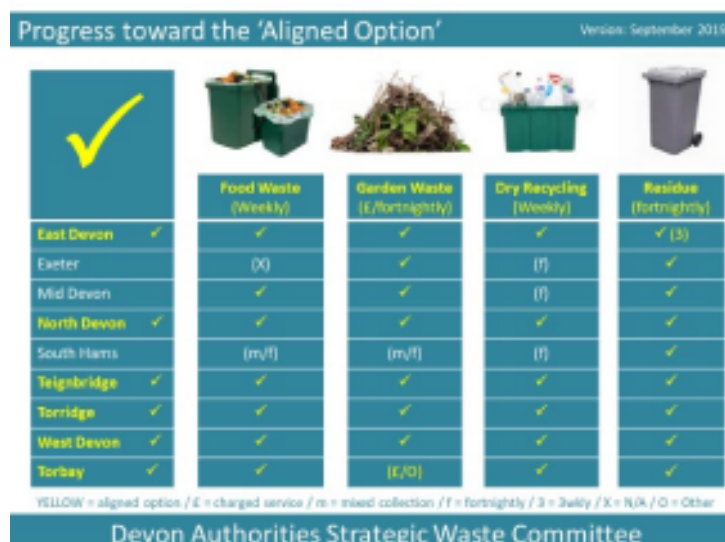 Progress toward the 'Aligned Option'
Version: September 2019
Food Waste
(Weekly)
Garden Waste
(£/fortnightly)
Dry Recycling
(Weekly)
Residue
(fortnightly)
East Devon ✓ ✓ ✓ ✓ ✓ (3)
Exeter (X) ✓ (f) ✓
Mid Devon ✓ ✓ (f) ✓
North Devon ✓ ✓ ✓ ✓ ✓
South Hams (m/f) (m/f) (f) ✓
Teignbridge ✓ ✓ ✓ ✓ ✓
Torridge ✓ ✓ ✓ ✓ ✓
West Devon ✓ ✓ ✓ ✓ ✓
Torbay ✓ ✓ (£/O) ✓ ✓
YELLOW = aligned option / £ = charged service / m = mixed collection / f = fortnightly / 3 = 3wkly / X = N/A / O = Other
Devon Authorities Strategic Waste Committee